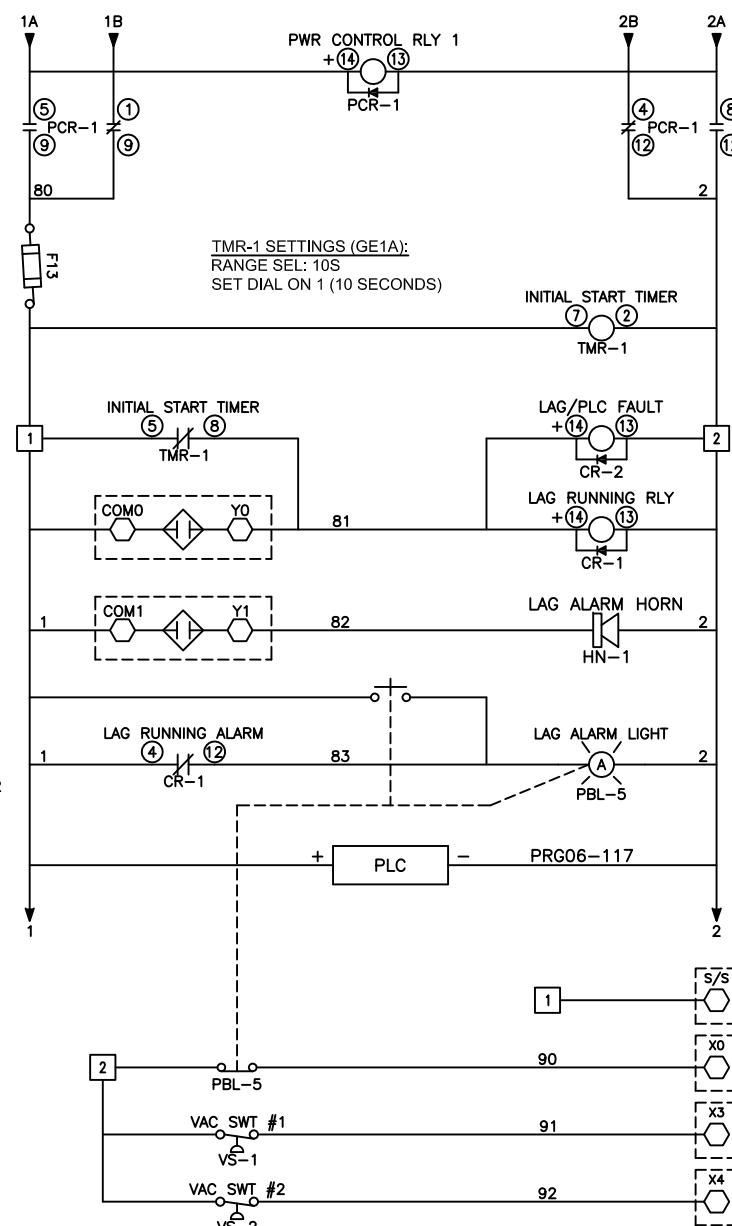 1A 1B 2B 2A
PWR CONTROL RLY 1
+ 14 13
PCR-1
5 1 4 8
PCR-1 PCR-1
9 9 12
80 2
F13
TMR-1 SETTINGS (GE1A):
RANGE SEL: 10S
SET DIAL ON 1 (10 SECONDS)
INITIAL START TIMER
7 2
TMR-1
INITIAL START TIMER LAG/PLC FAULT
5 8 + 14 13
1 2
TMR-1 CR-2
LAG RUNNING RLY
COM0 Y0 81 + 14 13
CR-1
LAG ALARM HORN
COM1 Y1
1 82 2
HN-1
LAG RUNNING ALARM LAG ALARM LIGHT
4 12
1 83 A 2
CR-1 PBL-5
+ PLC - PRG06-117
1 2
S/S
1
X0
2 90
PBL-5
X3
VAC SWT #1 91
VS-1
X4
VAC SWT #2 92